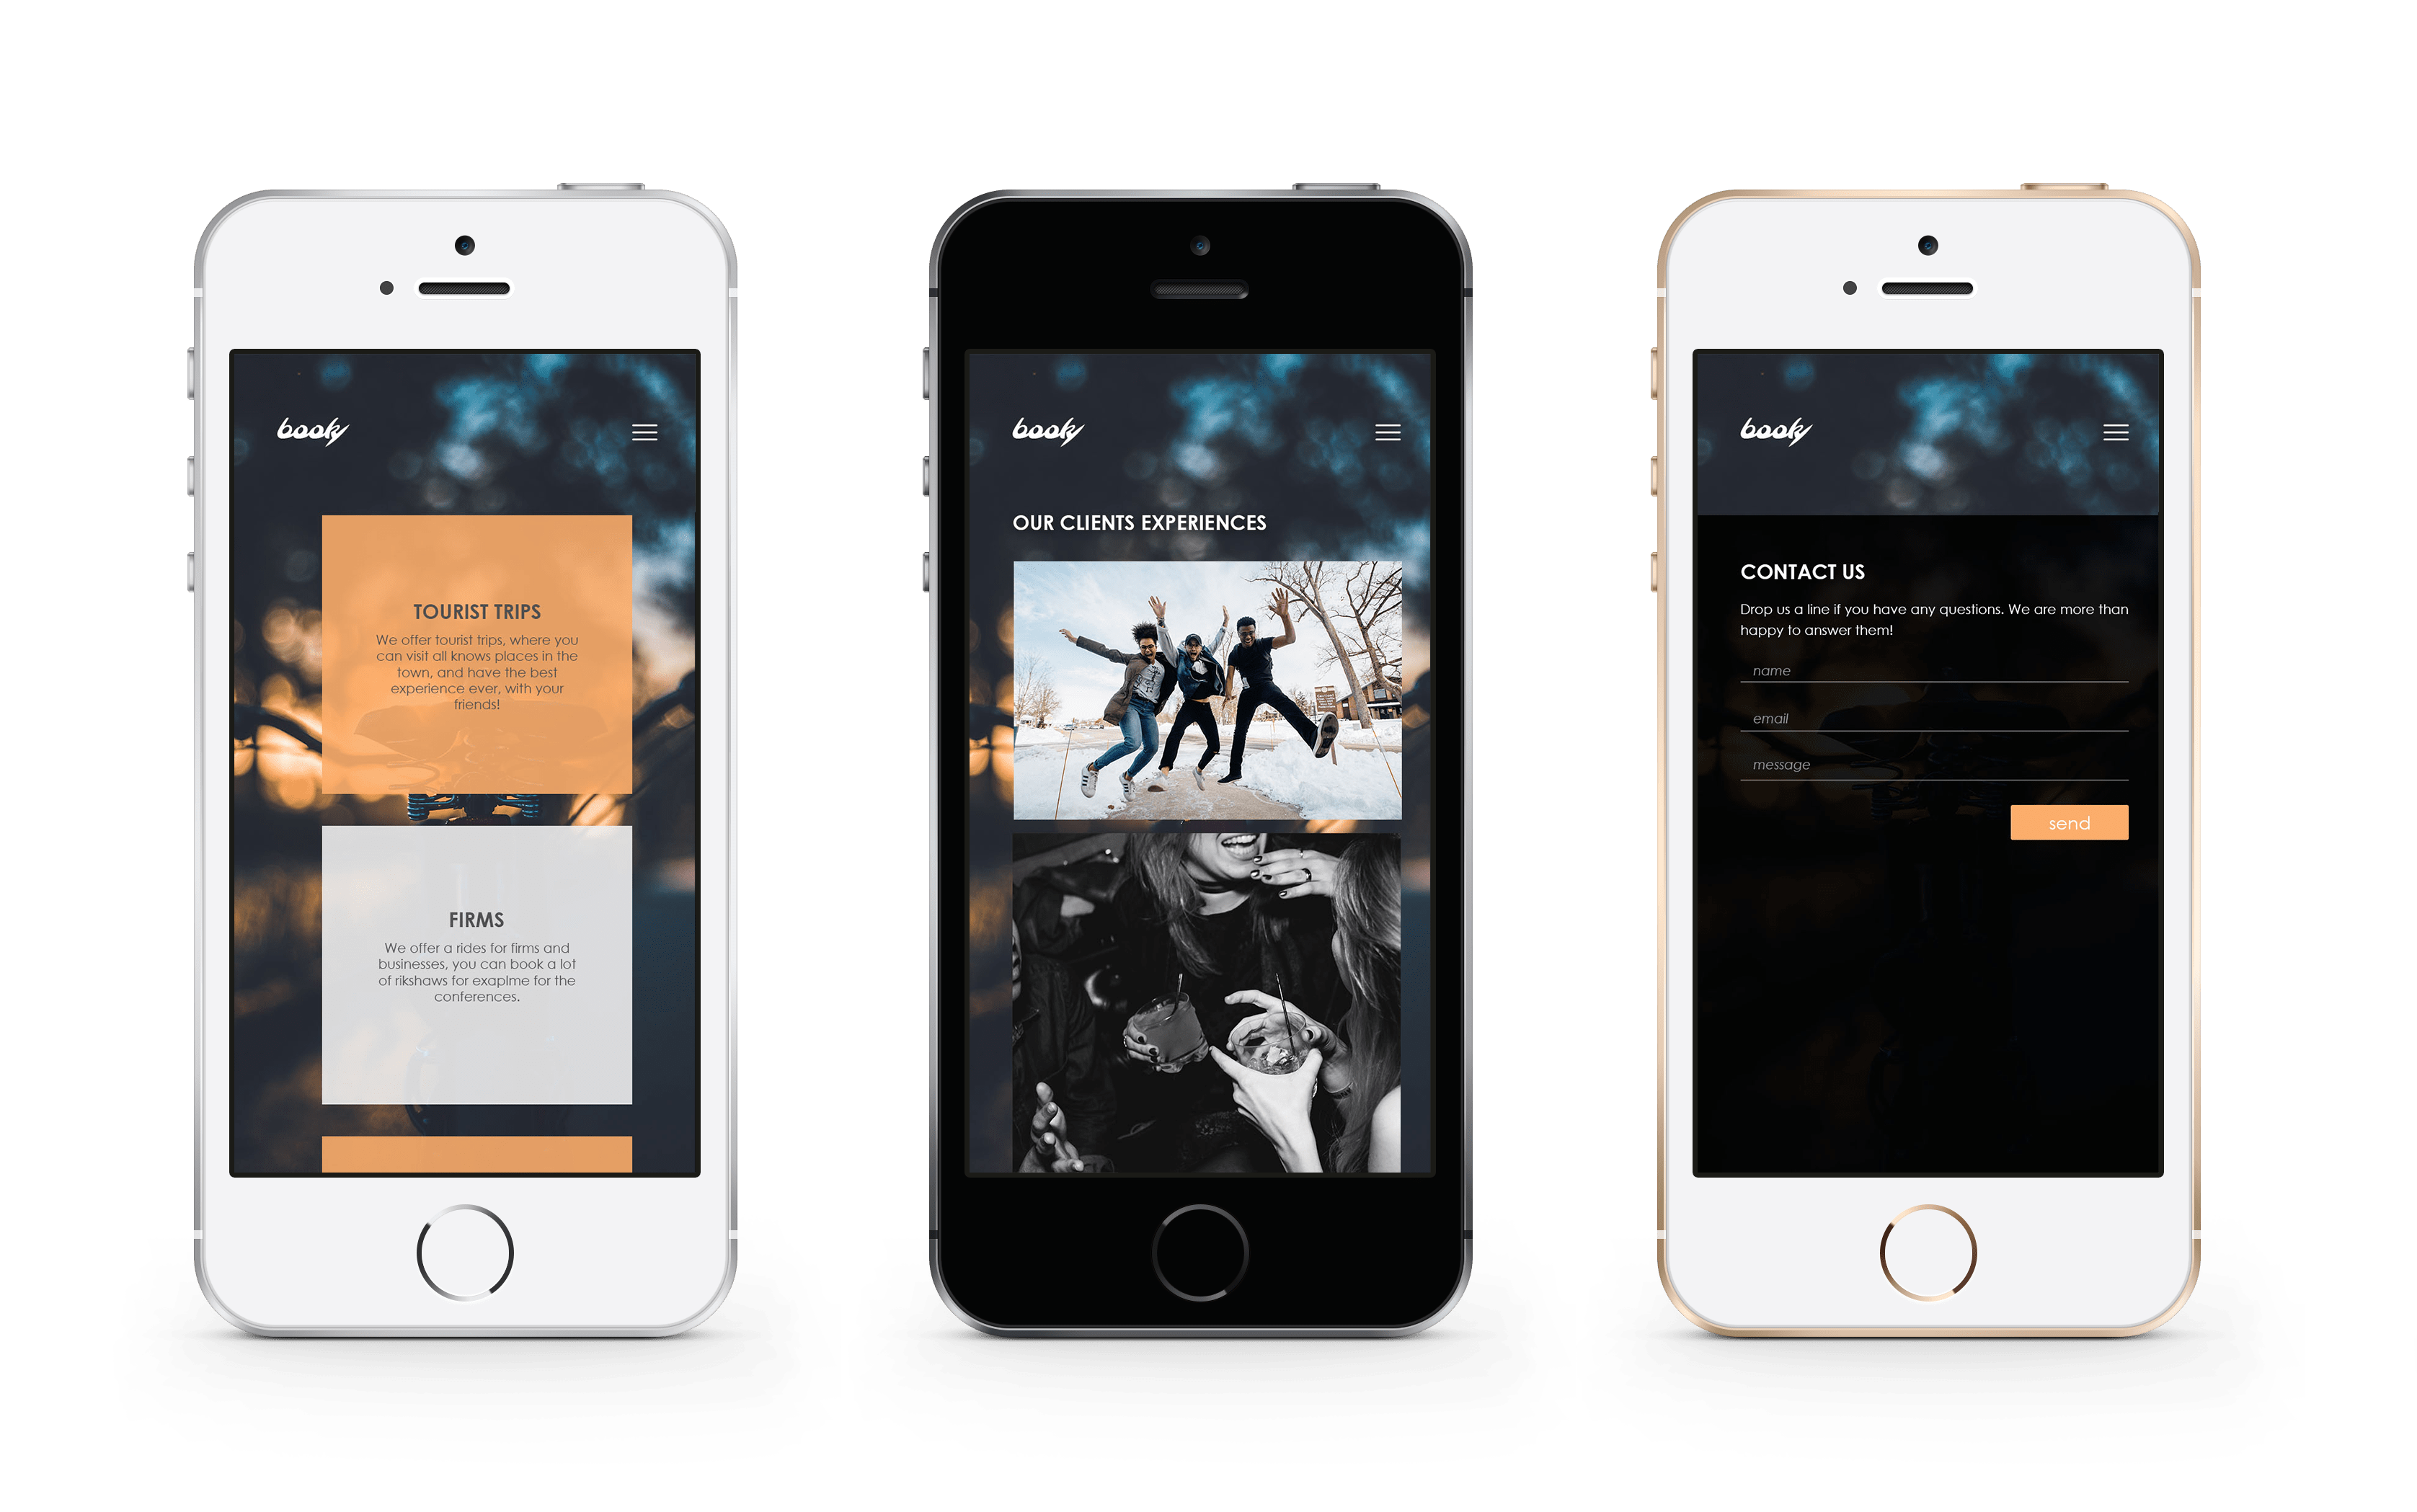 booky
TOURIST TRIPS
We offer tourist trips, where you
can visit all knows places in the
town, and have the best
experience ever, with your
friends!
FIRMS
We offer a rides for firms and
businesses, you can book a lot
of rikshaws for exaplme for the
conferences.
booky
OUR CLIENTS EXPERIENCES
booky
CONTACT US
Drop us a line if you have any questions. We are more than
happy to answer them!
name
email
message
send